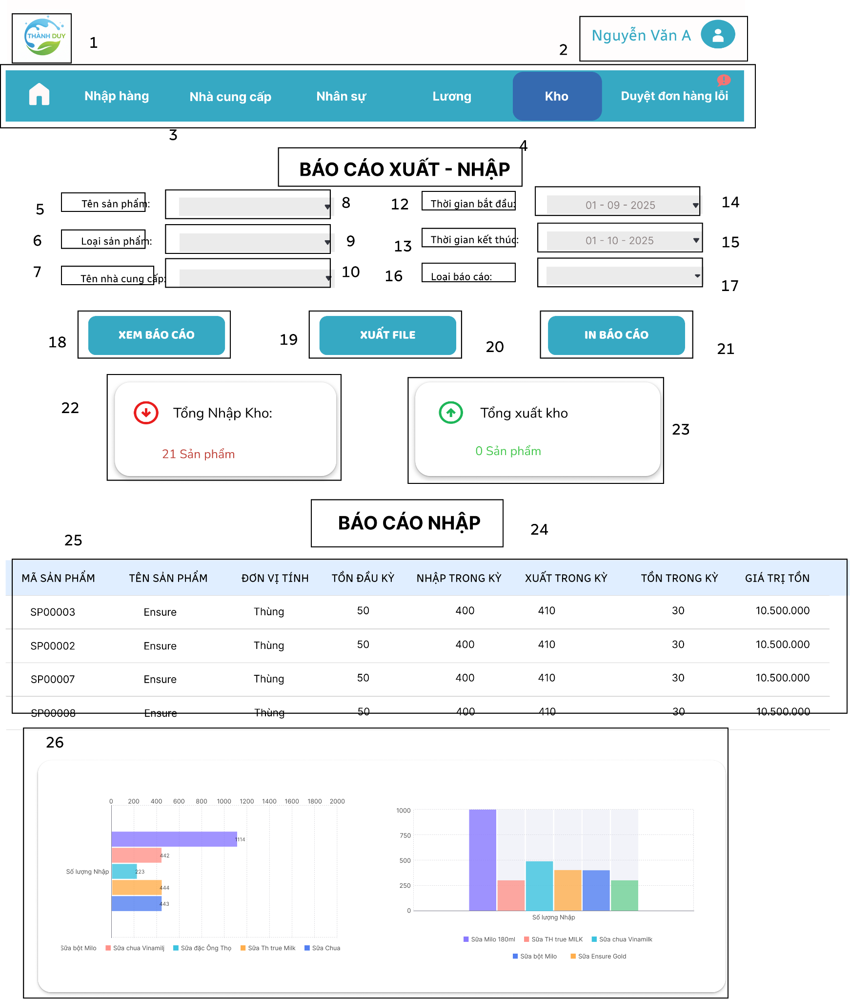 THÀNH DUY
1
2
Nguyễn Văn A
Nhập hàng Nhà cung cấp Nhân sự Lương Kho Duyệt đơn hàng lỗi
3
4
BÁO CÁO XUẤT - NHẬP
5 Tên sản phẩm: 8 12 Thời gian bắt đầu: 01 - 09 - 2025 14
6 Loại sản phẩm: 9 13 Thời gian kết thúc: 01 - 10 - 2025 15
7 Tên nhà cung cấp: 10 16 Loại báo cáo: 17
18 XEM BÁO CÁO 19 XUẤT FILE 20 IN BÁO CÁO 21
22 Tổng Nhập Kho: Tổng xuất kho 23
21 Sản phẩm 0 Sản phẩm
BÁO CÁO NHẬP 24
25
MÃ SẢN PHẨM TÊN SẢN PHẨM ĐƠN VỊ TÍNH TỒN ĐẦU KỲ NHẬP TRONG KỲ XUẤT TRONG KỲ TỒN TRONG KỲ GIÁ TRỊ TỒN
SP00003 Ensure Thùng 50 400 410 30 10.500.000
SP00002 Ensure Thùng 50 400 410 30 10.500.000
SP00007 Ensure Thùng 50 400 410 30 10.500.000
SP00008 Ensure Thùng 50 400 410 30 10.500.000
26
0 200 400 600 800 1000 1200 1400 1600 1800 2000
1114
442
Số lượng Nhập 223
444
443
Sữa bột Milo Sữa chua Vinamilj Sữa đặc Ông Thọ Sữa Th true Milk Sữa Chua
1000
750
500
250
0
Số lượng Nhập
Sữa Milo 180ml Sữa TH true MILK Sữa chua Vinamilk
Sữa bột Milo Sữa Ensure Gold